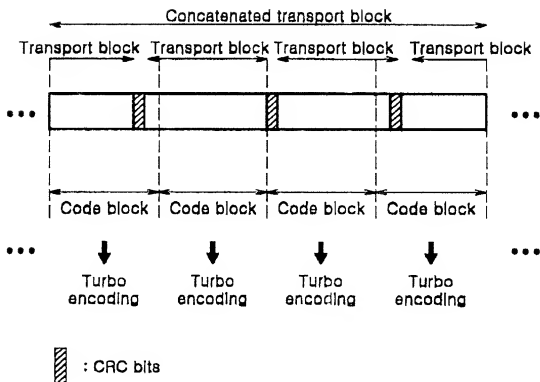 Concatenated transport block
Transport block Transport block Transport block Transport block
... ...
Code block Code block Code block Code block
... ...
Turbo encoding Turbo encoding Turbo encoding Turbo encoding
: CRC bits